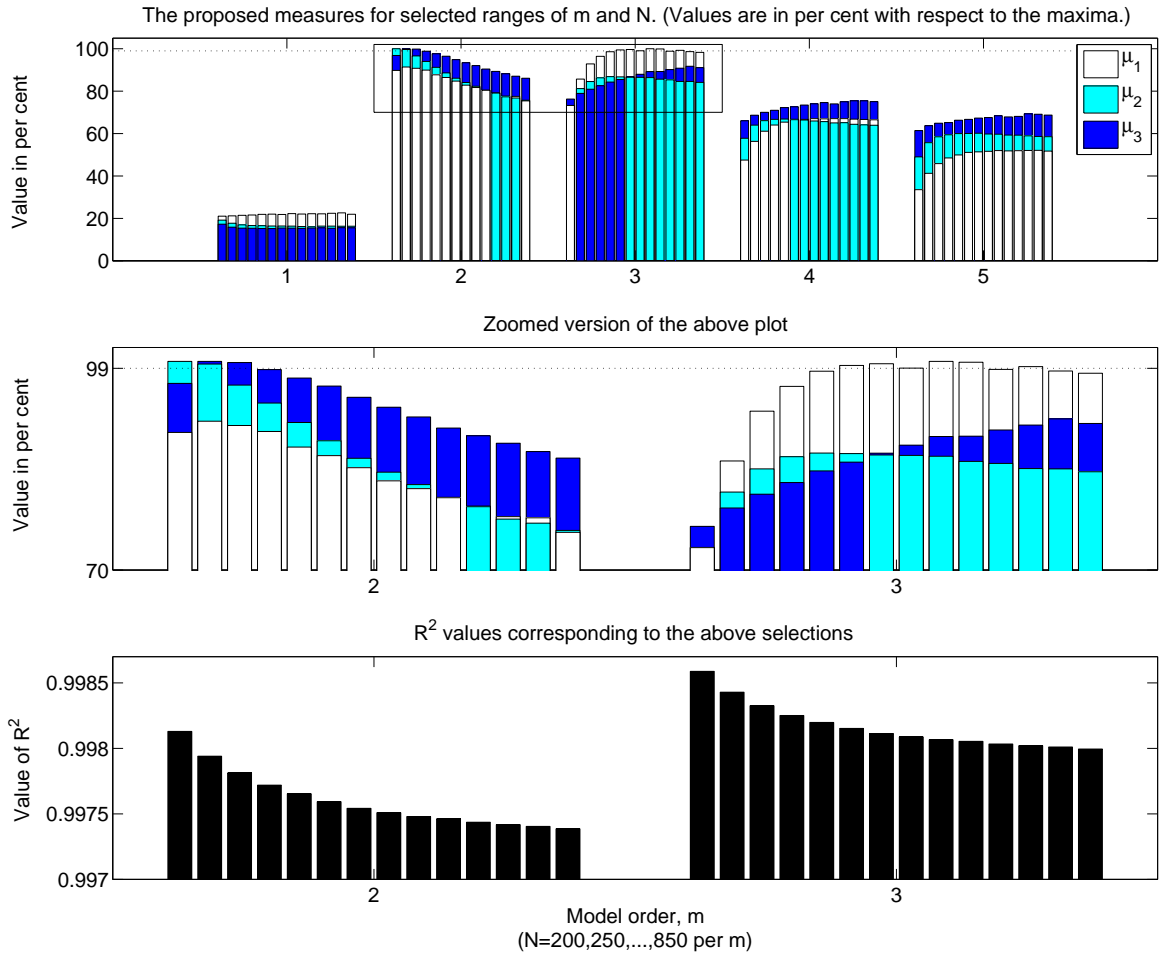 The proposed measures for selected ranges of m and N. (Values are in per cent with respect to the maxima.)
Value in per cent
100
80
60
40
20
0
1
2
3
4
5
μ1
μ2
μ3
Zoomed version of the above plot
Value in per cent
99
70
2
3
R² values corresponding to the above selections
Value of R²
0.9985
0.998
0.9975
0.997
2
3
Model order, m
(N=200,250,...,850 per m)